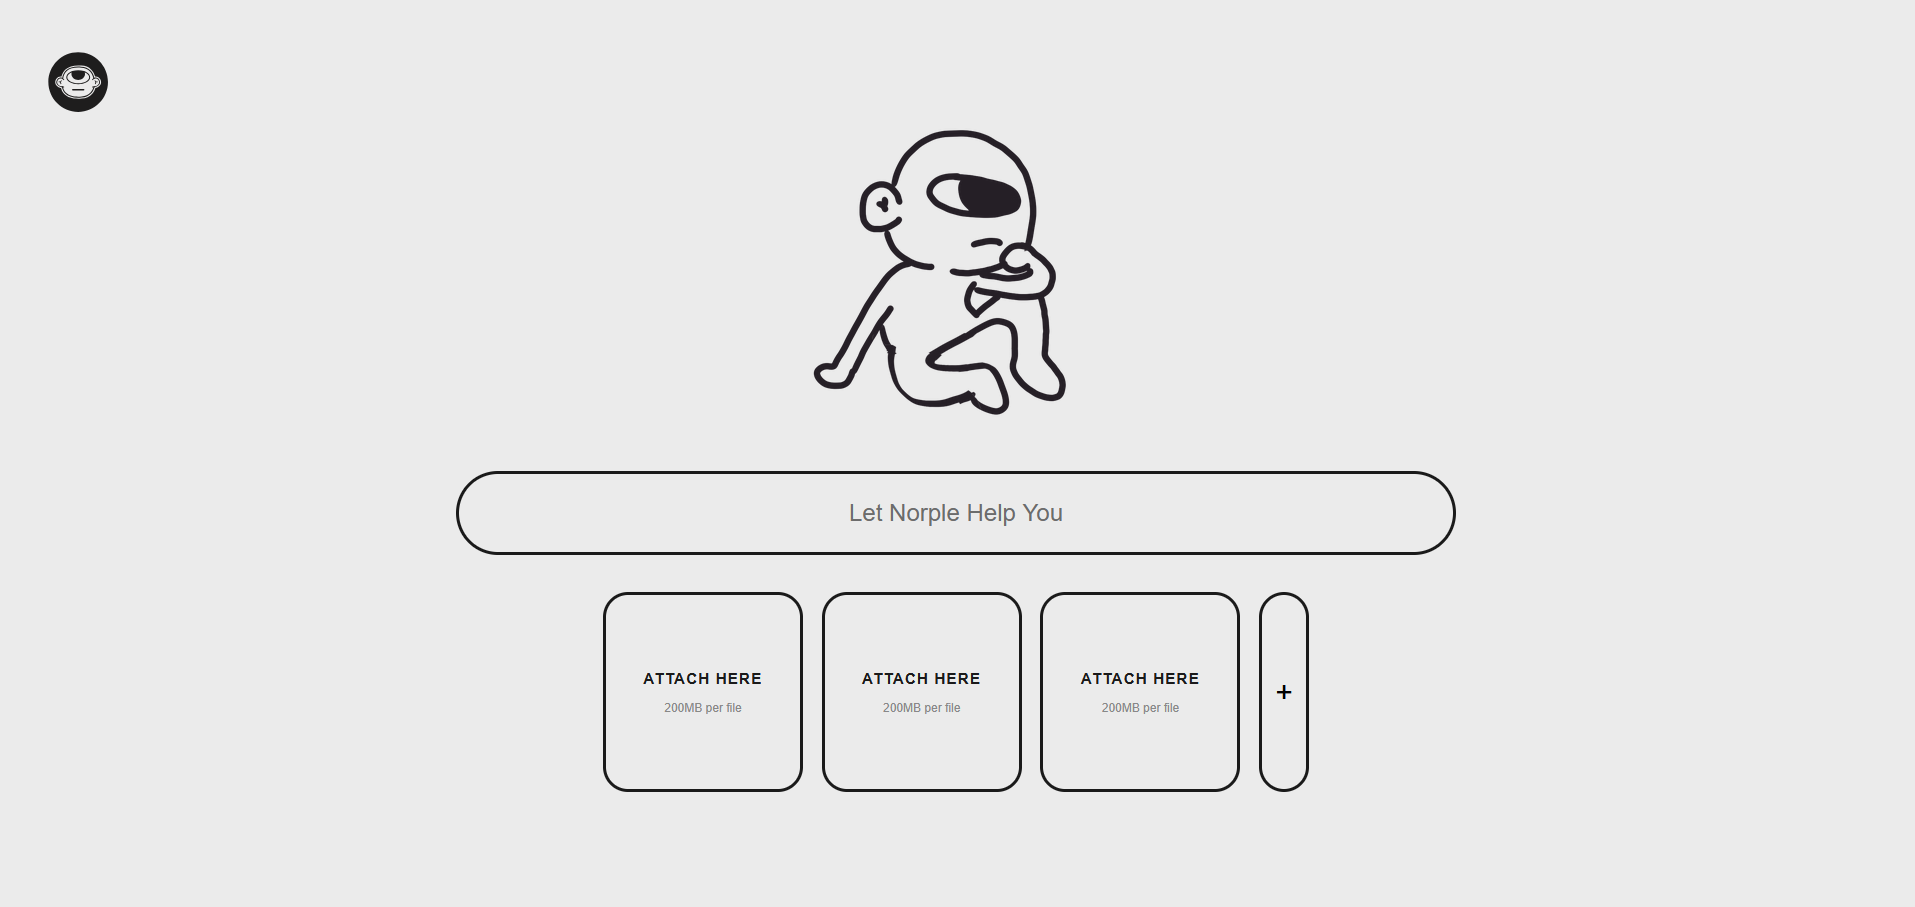 Let Norple Help You
ATTACH HERE
200MB per file
ATTACH HERE
200MB per file
ATTACH HERE
200MB per file
+